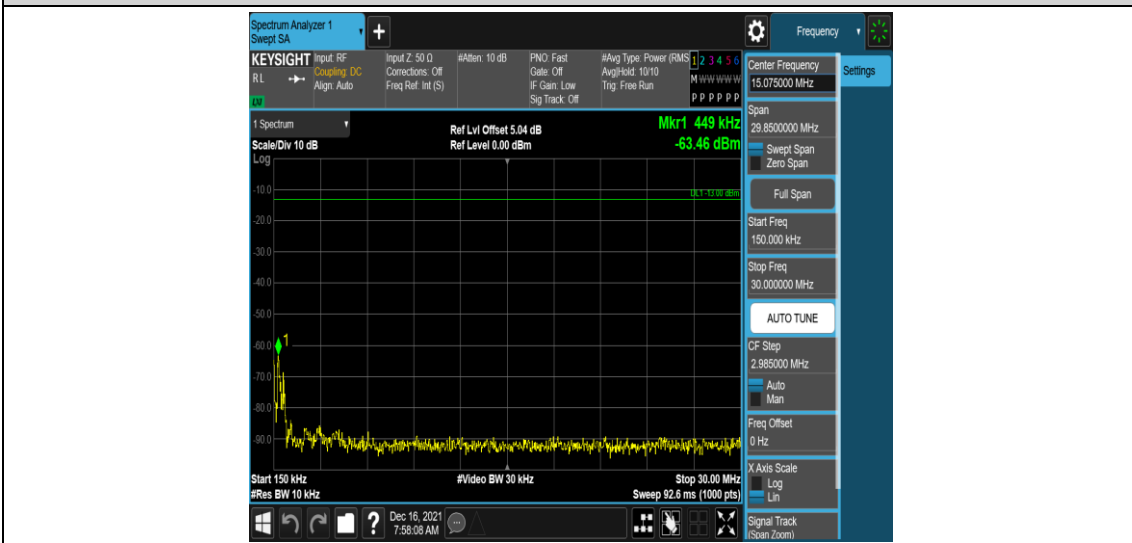 Spectrum Analyzer 1
Swept SA
+
Frequency
KEYSIGHT
RL
LXI
Input: RF
Coupling: DC
Align: Auto
Input Z: 50 Ω
Corrections: Off
Freq Ref: Int (S)
#Atten: 10 dB
PNO: Fast
Gate: Off
IF Gain: Low
Sig Track: Off
#Avg Type: Power (RMS
Avg|Hold: 10/10
Trig: Free Run
1 2 3 4 5 6
M W W W W W
P P P P P P
Center Frequency
15.075000 MHz
Settings
Span
29.8500000 MHz
Swept Span
Zero Span
Full Span
Start Freq
150.000 kHz
Stop Freq
30.000000 MHz
AUTO TUNE
CF Step
2.985000 MHz
Auto
Man
Freq Offset
0 Hz
X Axis Scale
Log
Lin
Signal Track
(Span Zoom)
1 Spectrum
Scale/Div 10 dB
Ref Lvl Offset 5.04 dB
Ref Level 0.00 dBm
Mkr1 449 kHz
-63.46 dBm
Log
-10.0
DL1 -13.00 dBm
-20.0
-30.0
-40.0
-50.0
-60.0
1
-70.0
-80.0
-90.0
Start 150 kHz
#Video BW 30 kHz
Stop 30.00 MHz
#Res BW 10 kHz
Sweep 92.6 ms (1000 pts)
?
Dec 16, 2021
7:58:08 AM